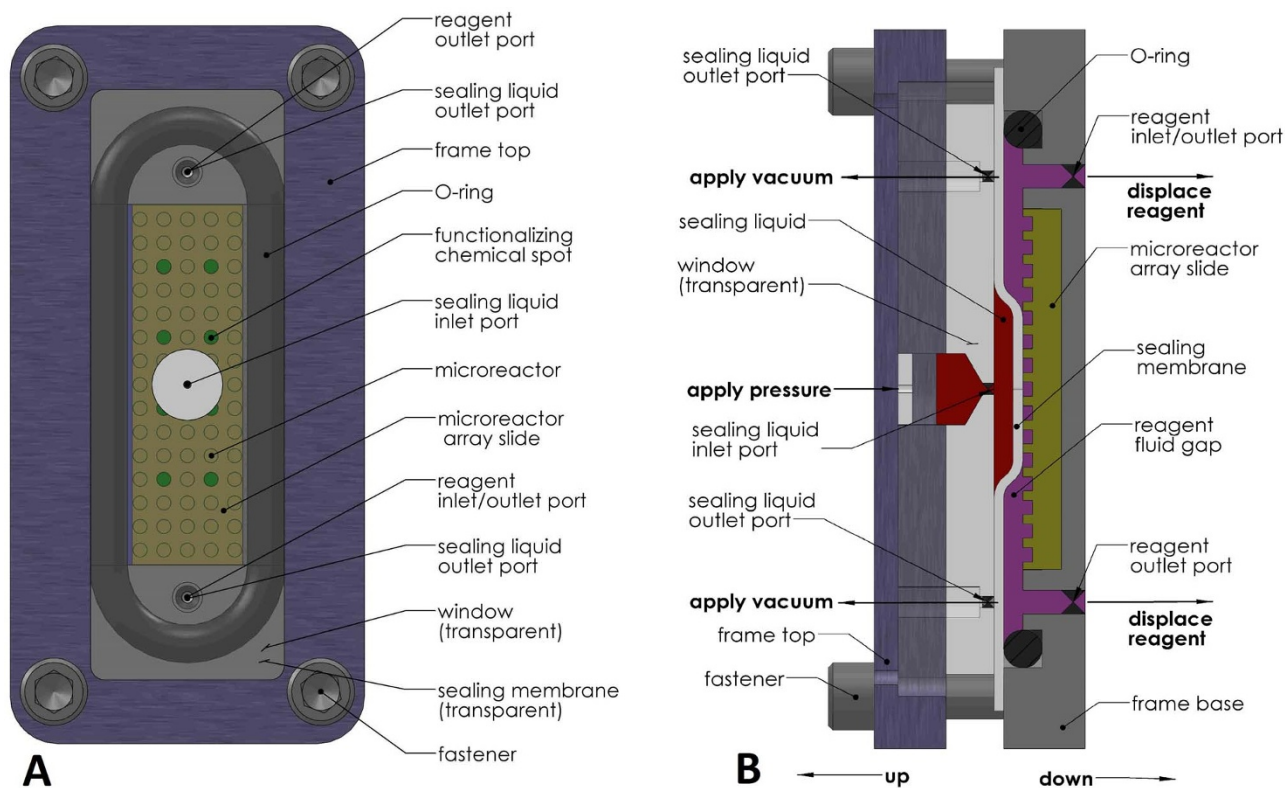 reagent
outlet port
sealing liquid
outlet port
frame top
O-ring
functionalizing
chemical spot
sealing liquid
inlet port
microreactor
microreactor
array slide
reagent
inlet/outlet port
sealing liquid
outlet port
window
(transparent)
sealing membrane
(transparent)
fastener
A
sealing liquid
outlet port
apply vacuum
sealing liquid
window
(transparent)
apply pressure
sealing liquid
inlet port
sealing liquid
outlet port
apply vacuum
frame top
fastener
O-ring
reagent
inlet/outlet port
displace
reagent
microreactor
array slide
sealing
membrane
reagent
fluid gap
reagent
outlet port
displace
reagent
frame base
B
up
down